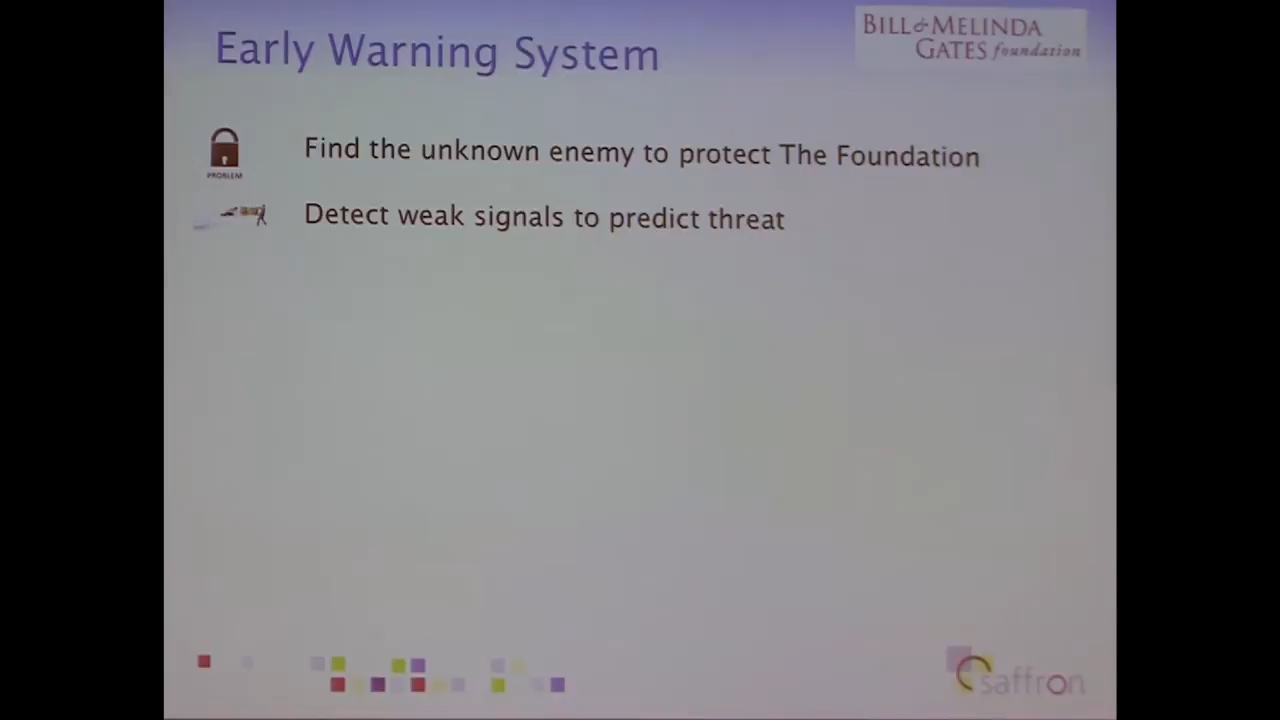 Early Warning System
BILL & MELINDA
GATES foundation
Find the unknown enemy to protect The Foundation
PROBLEM
Detect weak signals to predict threat
saffron